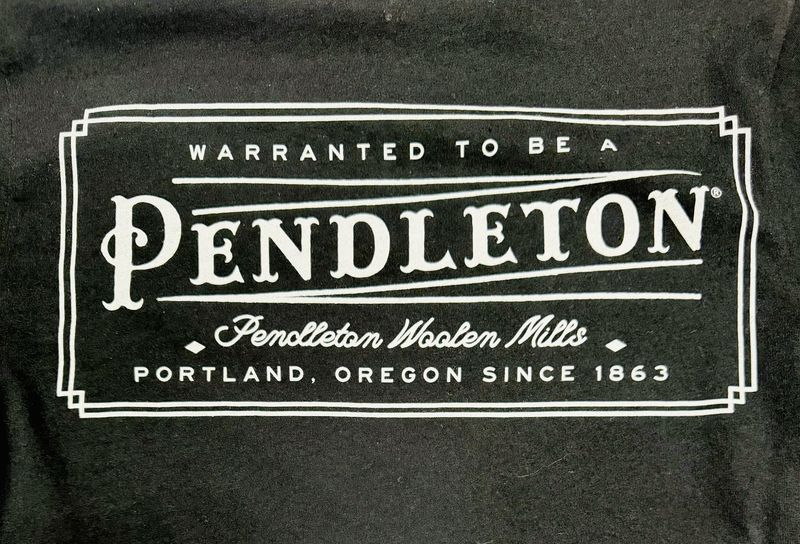 WARRANTED TO BE A
PENDLETON®
Pendleton Woolen Mills
PORTLAND, OREGON SINCE 1863